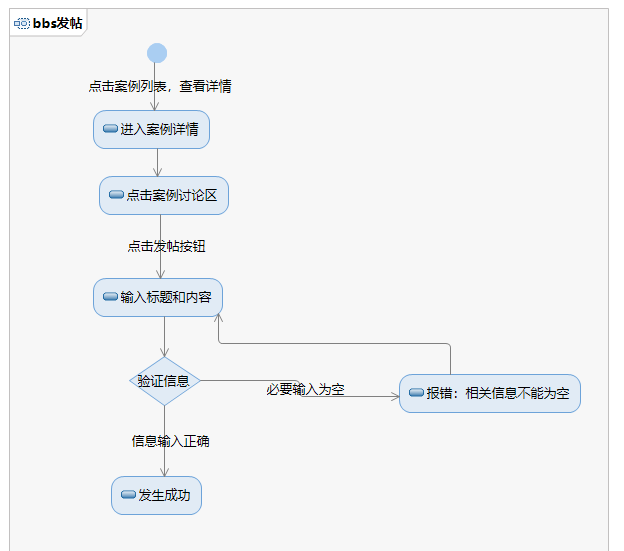 bbs发帖
点击案例列表，查看详情
进入案例详情
点击案例讨论区
点击发帖按钮
输入标题和内容
验证信息
必要输入为空
报错：相关信息不能为空
信息输入正确
发生成功